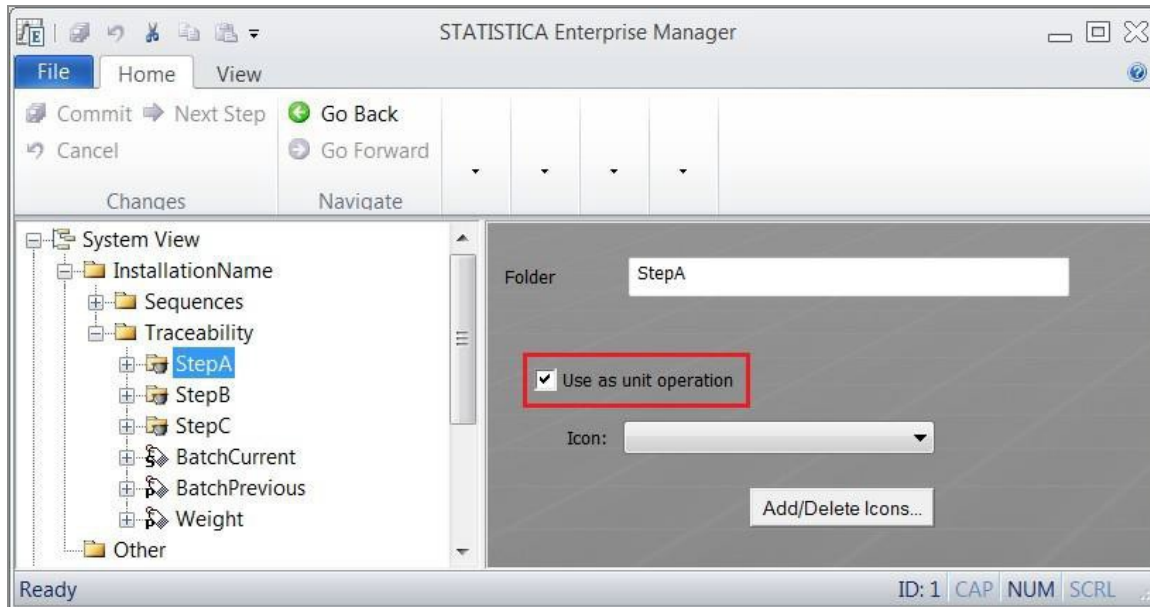 STATISTICA Enterprise Manager
File Home View
Commit Next Step Go Back
Cancel Go Forward
Changes Navigate
System View
InstallationName
Sequences
Traceability
StepA
StepB
StepC
BatchCurrent
BatchPrevious
Weight
Other
Folder StepA
Use as unit operation
Icon:
Add/Delete Icons...
Ready ID: 1 CAP NUM SCRL